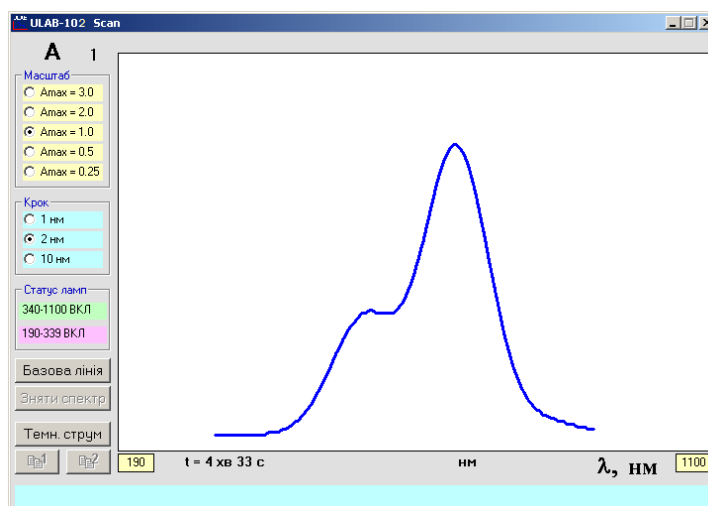 ULAB-102 Scan
A 1
Масштаб
Amax = 3.0
Amax = 2.0
Amax = 1.0
Amax = 0.5
Amax = 0.25
Крок
1 нм
2 нм
10 нм
Статус ламп
340-1100 ВКЛ
190-339 ВКЛ
Базова лінія
Зняти спектр
Темн. струм
1 2
190 t = 4 хв 33 с нм λ, нм 1100